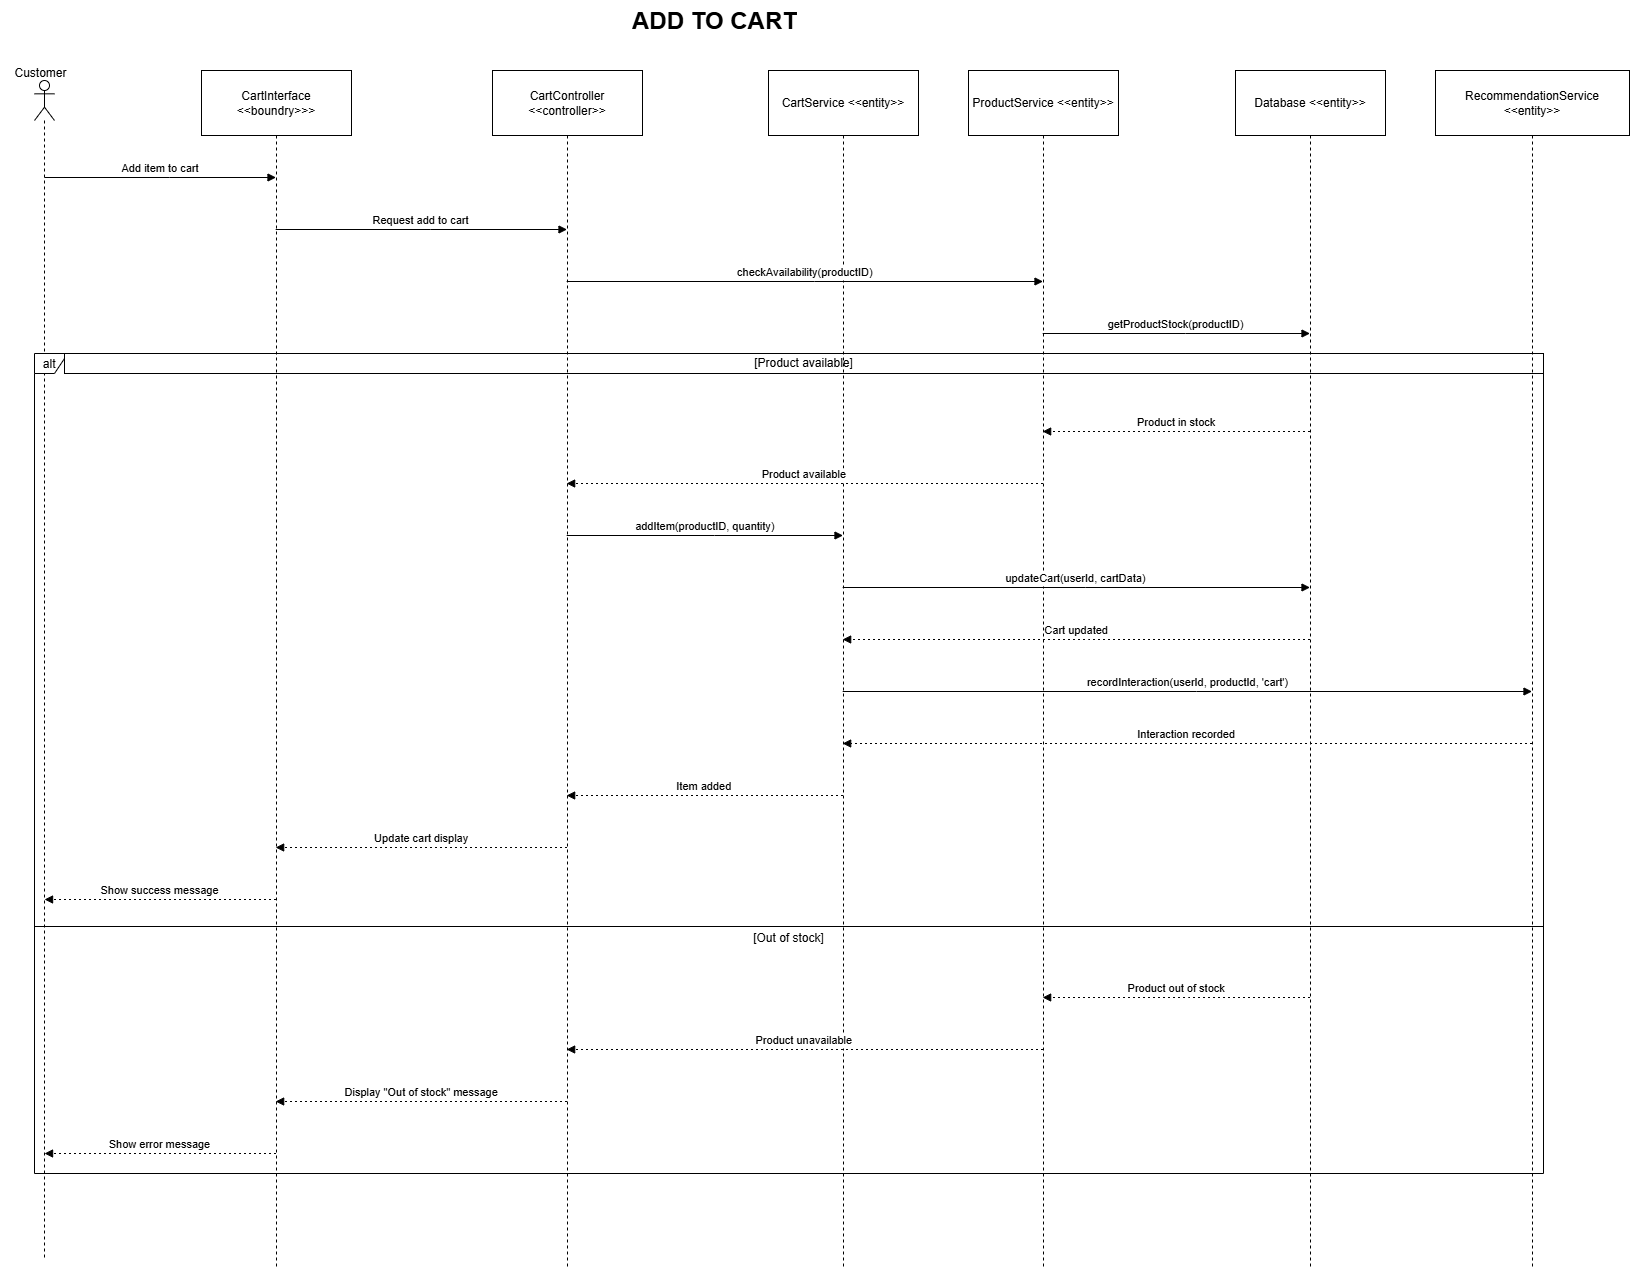 ADD TO CART
Customer
CartInterface
<<boundry>>>
CartController
<<controller>>
CartService <<entity>>
ProductService <<entity>>
Database <<entity>>
RecommendationService
<<entity>>
Add item to cart
Request add to cart
checkAvailability(productID)
getProductStock(productID)
alt
[Product available]
Product in stock
Product available
addItem(productID, quantity)
updateCart(userId, cartData)
Cart updated
recordInteraction(userId, productId, 'cart')
Interaction recorded
Item added
Update cart display
Show success message
[Out of stock]
Product out of stock
Product unavailable
Display "Out of stock" message
Show error message